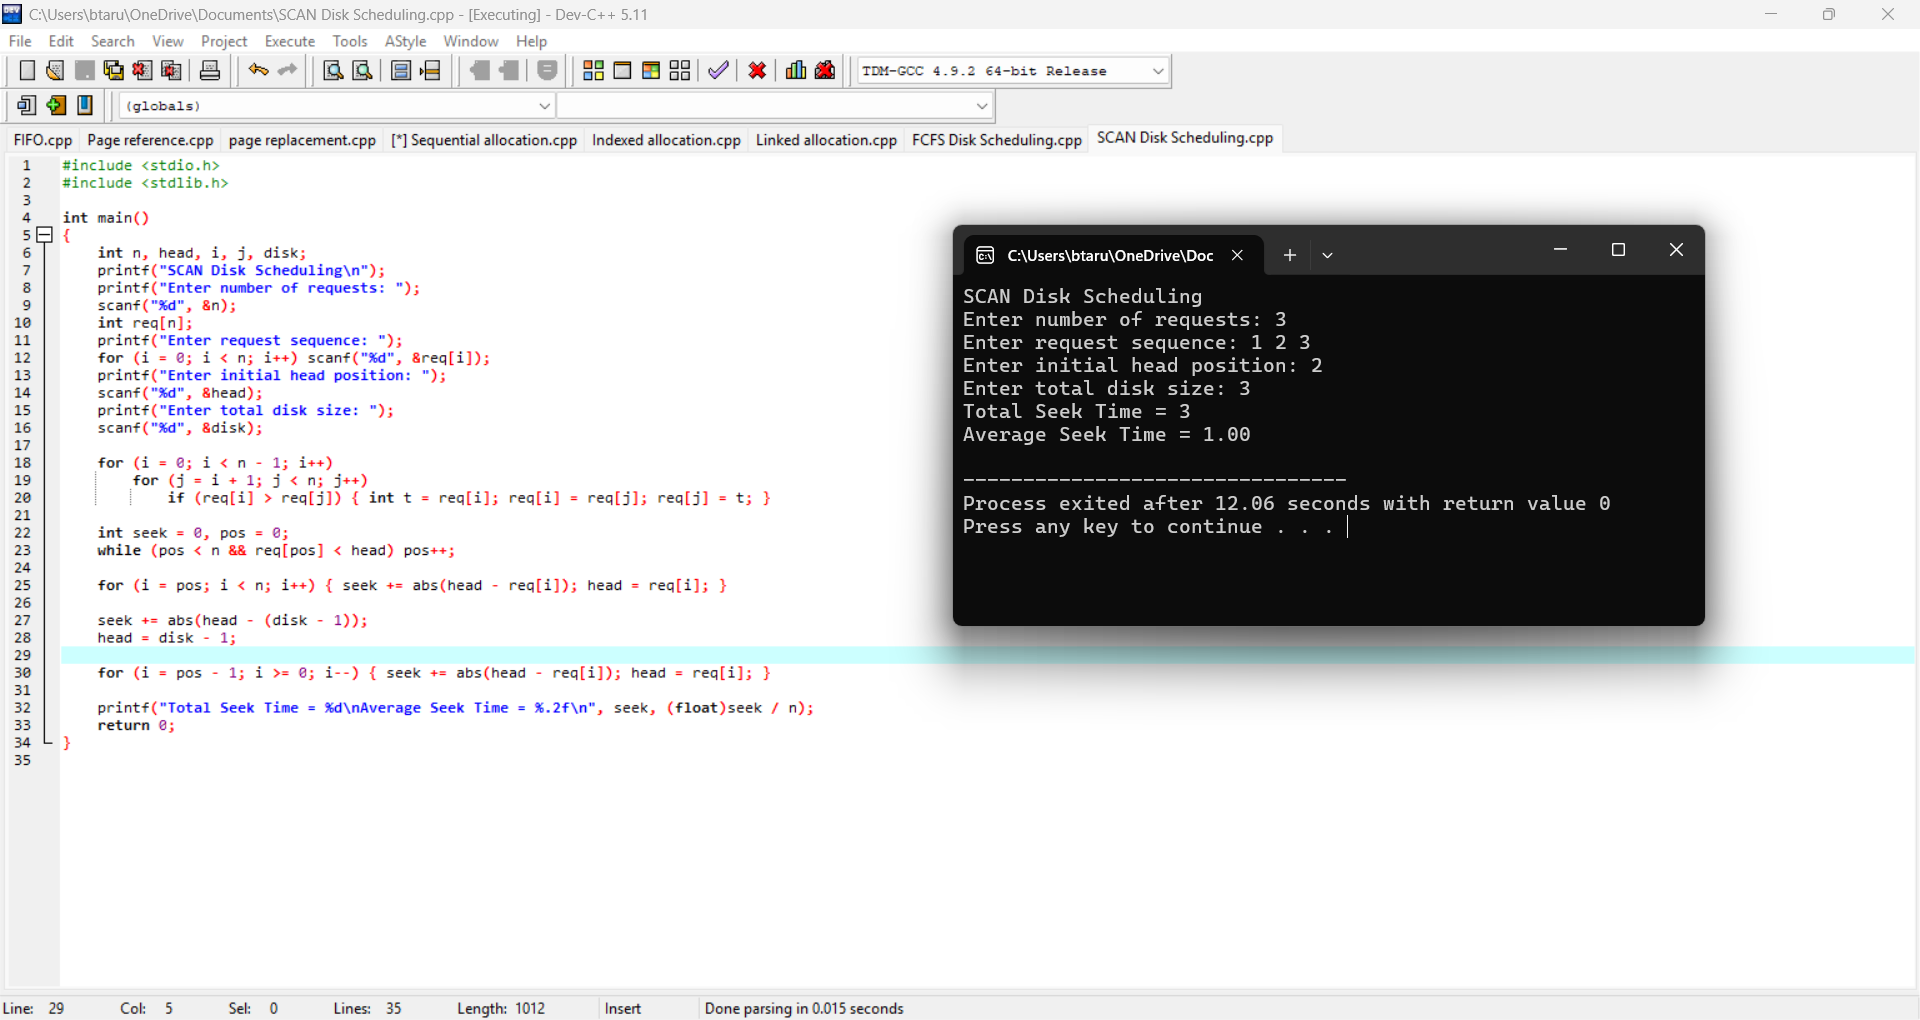 C:\Users\btaru\OneDrive\Documents\SCAN Disk Scheduling.cpp - [Executing] - Dev-C++ 5.11
File Edit Search View Project Execute Tools AStyle Window Help
TDM-GCC 4.9.2 64-bit Release
(globals)
FIFO.cpp Page reference.cpp page replacement.cpp [*] Sequential allocation.cpp Indexed allocation.cpp Linked allocation.cpp FCFS Disk Scheduling.cpp SCAN Disk Scheduling.cpp
1 #include <stdio.h>
2 #include <stdlib.h>
3
4 int main()
5 {
6 int n, head, i, j, disk;
7 printf("SCAN Disk Scheduling\n");
8 printf("Enter number of requests: ");
9 scanf("%d", &n);
10 int req[n];
11 printf("Enter request sequence: ");
12 for (i = 0; i < n; i++) scanf("%d", &req[i]);
13 printf("Enter initial head position: ");
14 scanf("%d", &head);
15 printf("Enter total disk size: ");
16 scanf("%d", &disk);
17
18 for (i = 0; i < n - 1; i++)
19 for (j = i + 1; j < n; j++)
20 if (req[i] > req[j]) { int t = req[i]; req[i] = req[j]; req[j] = t; }
21
22 int seek = 0, pos = 0;
23 while (pos < n && req[pos] < head) pos++;
24
25 for (i = pos; i < n; i++) { seek += abs(head - req[i]); head = req[i]; }
26
27 seek += abs(head - (disk - 1));
28 head = disk - 1;
29
30 for (i = pos - 1; i >= 0; i--) { seek += abs(head - req[i]); head = req[i]; }
31
32 printf("Total Seek Time = %d\nAverage Seek Time = %.2f\n", seek, (float)seek / n);
33 return 0;
34 }
35
C:\Users\btaru\OneDrive\Doc
SCAN Disk Scheduling
Enter number of requests: 3
Enter request sequence: 1 2 3
Enter initial head position: 2
Enter total disk size: 3
Total Seek Time = 3
Average Seek Time = 1.00
--------------------------------
Process exited after 12.06 seconds with return value 0
Press any key to continue . . .
Line: 29 Col: 5 Sel: 0 Lines: 35 Length: 1012 Insert Done parsing in 0.015 seconds